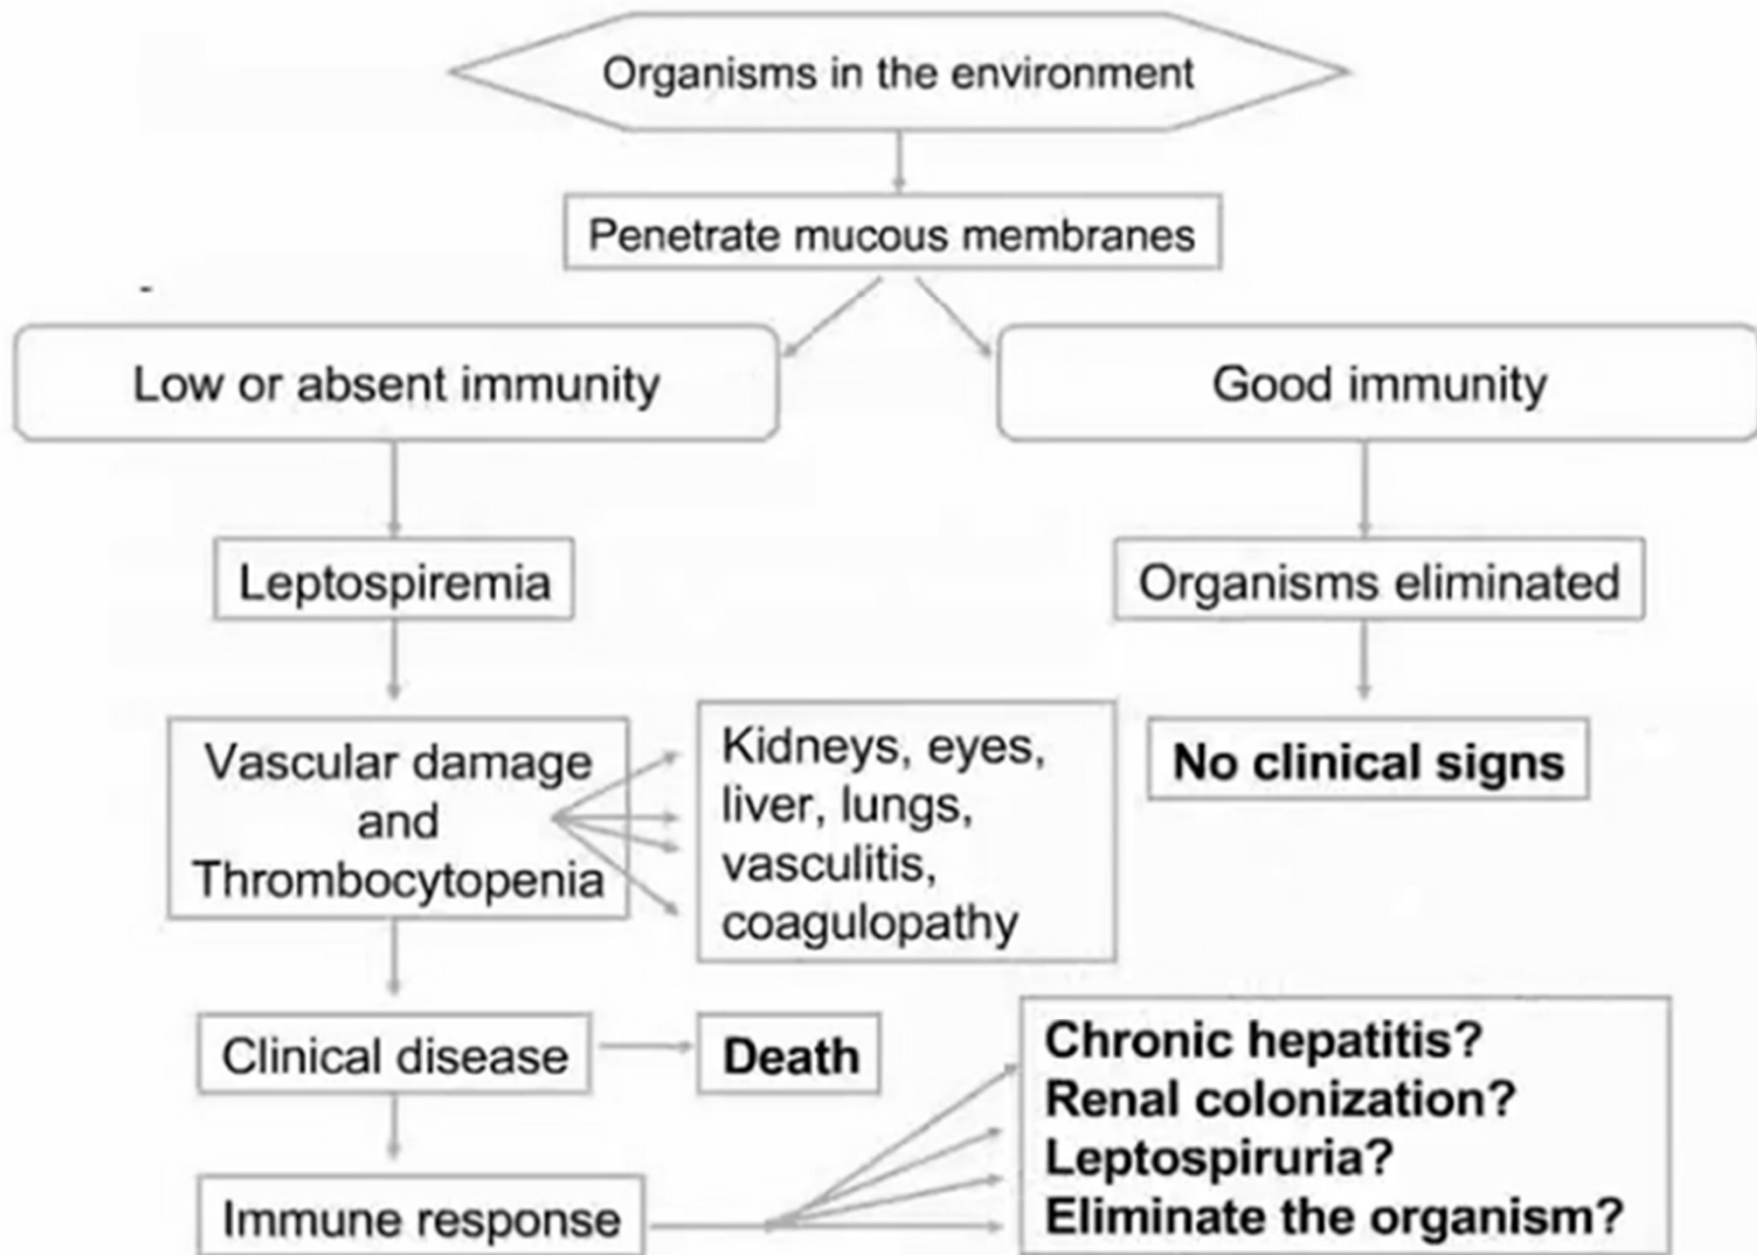 Organisms in the environment
Penetrate mucous membranes
Low or absent immunity
Good immunity
Leptospiremia
Organisms eliminated
Vascular damage
and
Thrombocytopenia
Kidneys, eyes,
liver, lungs,
vasculitis,
coagulopathy
No clinical signs
Clinical disease
Death
Immune response
Chronic hepatitis?
Renal colonization?
Leptospiruria?
Eliminate the organism?